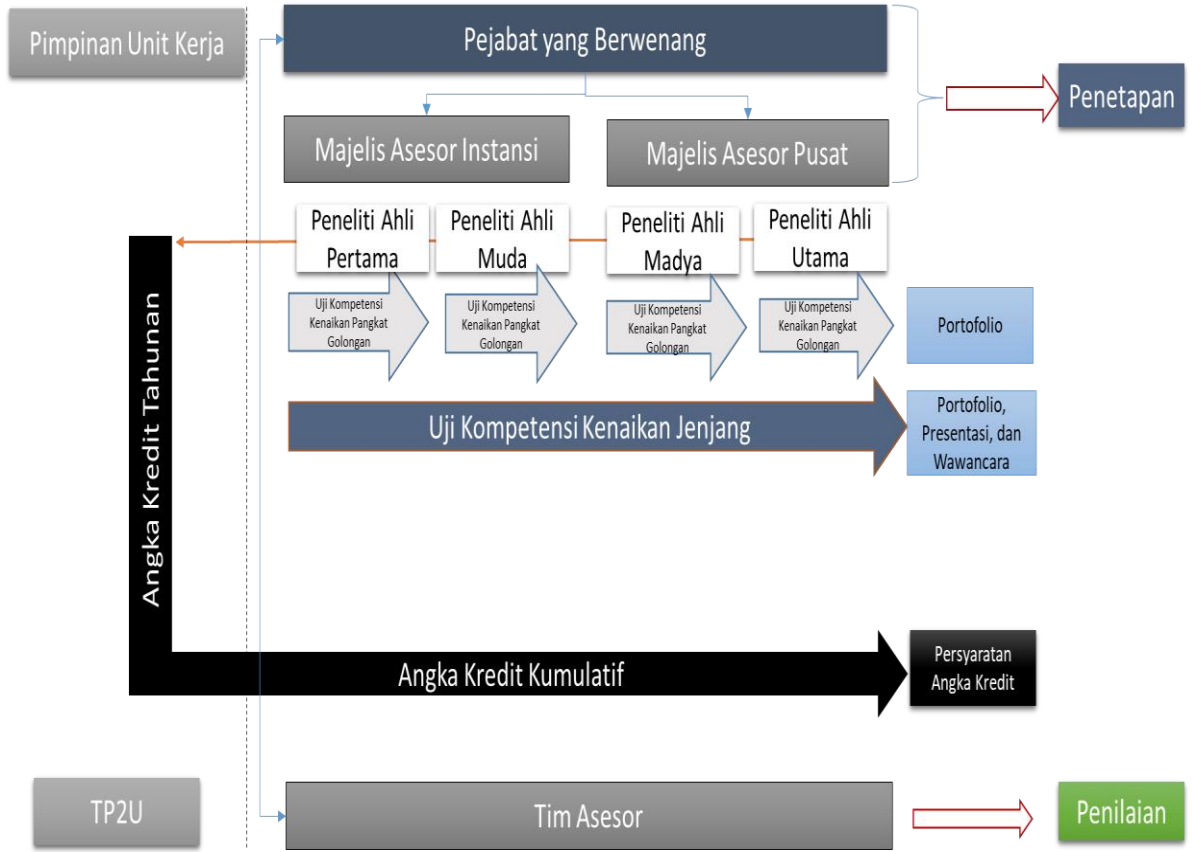 Pimpinan Unit Kerja
Pejabat yang Berwenang
Penetapan
Majelis Asesor Instansi
Majelis Asesor Pusat
Peneliti Ahli
Pertama
Peneliti Ahli
Muda
Peneliti Ahli
Madya
Peneliti Ahli
Utama
Uji Kompetensi
Kenaikan Pangkat
Golongan
Uji Kompetensi
Kenaikan Pangkat
Golongan
Uji Kompetensi
Kenaikan Pangkat
Golongan
Uji Kompetensi
Kenaikan Pangkat
Golongan
Portofolio
Uji Kompetensi Kenaikan Jenjang
Portofolio,
Presentasi, dan
Wawancara
Angka Kredit Tahunan
Angka Kredit Kumulatif
Persyaratan
Angka Kredit
TP2U
Tim Asesor
Penilaian